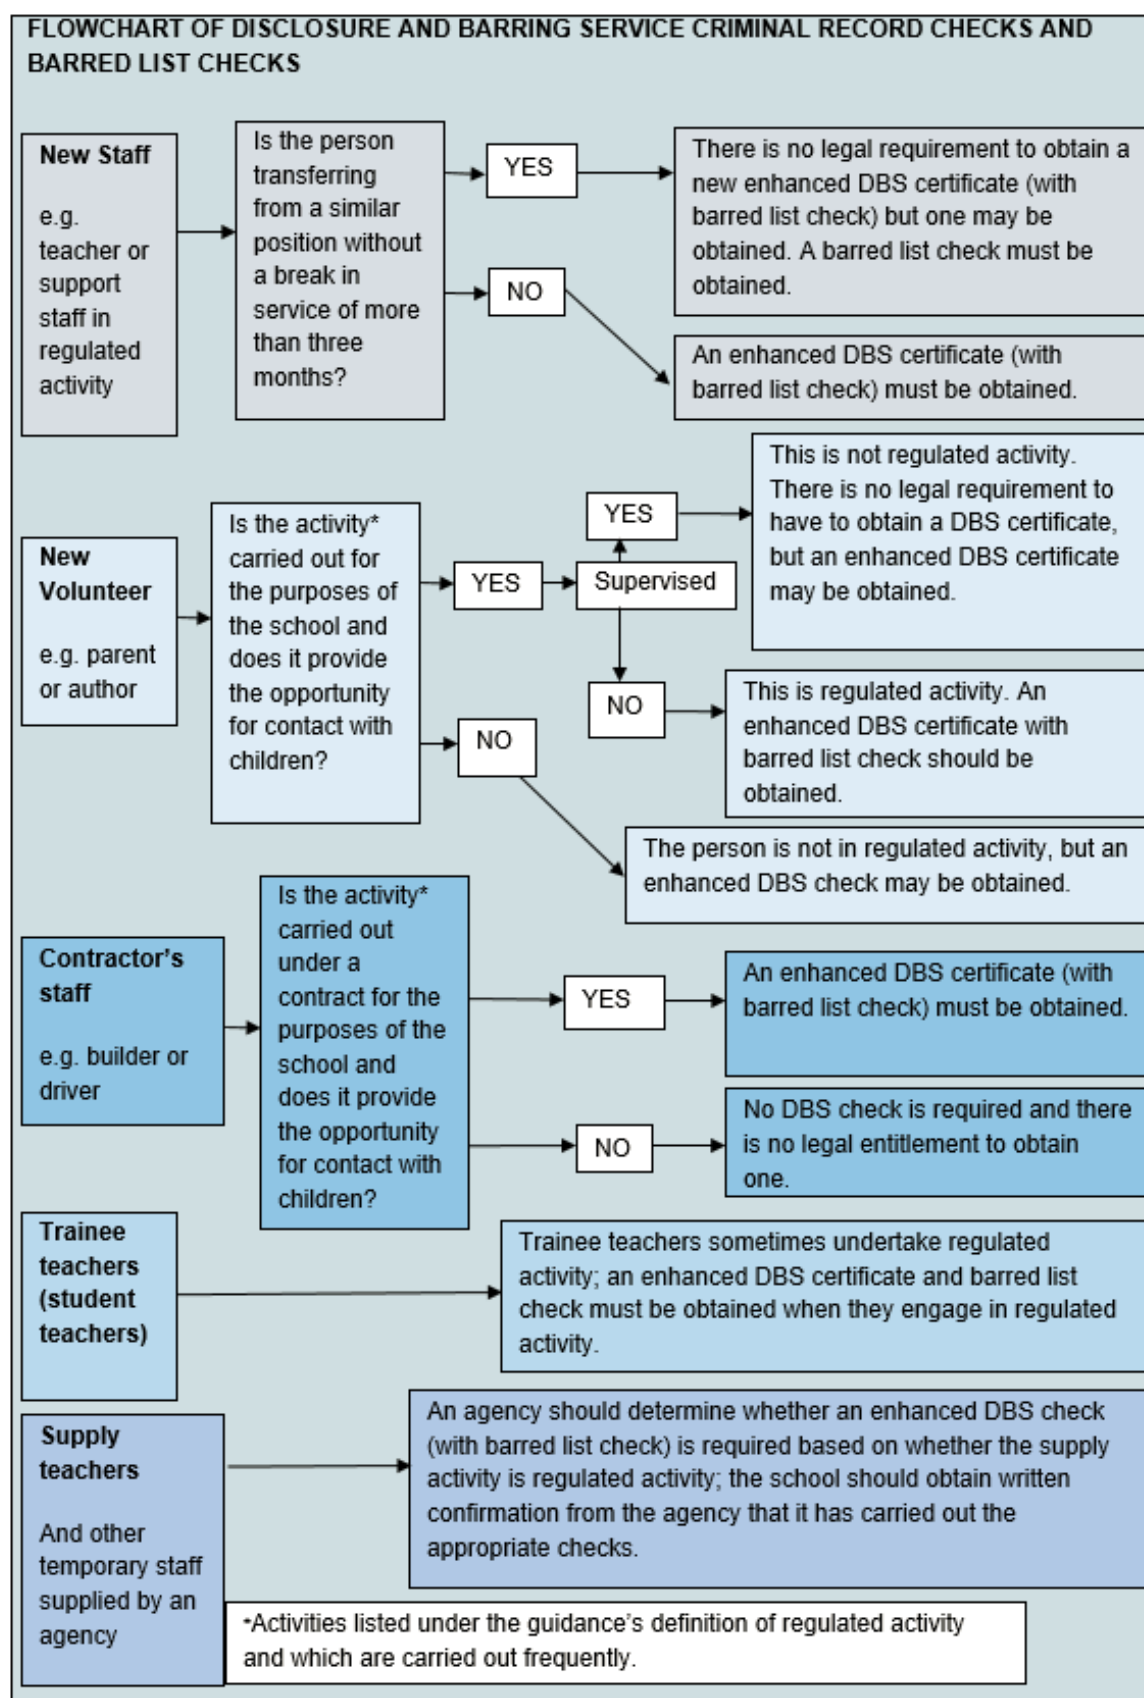 FLOWCHART OF DISCLOSURE AND BARRING SERVICE CRIMINAL RECORD CHECKS AND
BARRED LIST CHECKS
New Staff
e.g.
teacher or
support
staff in
regulated
activity
Is the person
transferring
from a similar
position without
a break in
service of more
than three
months?
YES
NO
There is no legal requirement to obtain a
new enhanced DBS certificate (with
barred list check) but one may be
obtained. A barred list check must be
obtained.
An enhanced DBS certificate (with
barred list check) must be obtained.
New
Volunteer
e.g. parent
or author
Is the activity*
carried out for
the purposes of
the school and
does it provide
the opportunity
for contact with
children?
YES
NO
Supervised
YES
NO
This is not regulated activity.
There is no legal requirement to
have to obtain a DBS certificate,
but an enhanced DBS certificate
may be obtained.
This is regulated activity. An
enhanced DBS certificate with
barred list check should be
obtained.
The person is not in regulated activity, but an
enhanced DBS check may be obtained.
Contractor's
staff
e.g. builder or
driver
Is the activity*
carried out
under a
contract for the
purposes of the
school and
does it provide
the opportunity
for contact with
children?
YES
NO
An enhanced DBS certificate (with
barred list check) must be obtained.
No DBS check is required and there
is no legal entitlement to obtain
one.
Trainee
teachers
(student
teachers)
Trainee teachers sometimes undertake regulated
activity; an enhanced DBS certificate and barred list
check must be obtained when they engage in regulated
activity.
Supply
teachers
And other
temporary staff
supplied by an
agency
An agency should determine whether an enhanced DBS check
(with barred list check) is required based on whether the supply
activity is regulated activity; the school should obtain written
confirmation from the agency that it has carried out the
appropriate checks.
*Activities listed under the guidance's definition of regulated activity
and which are carried out frequently.